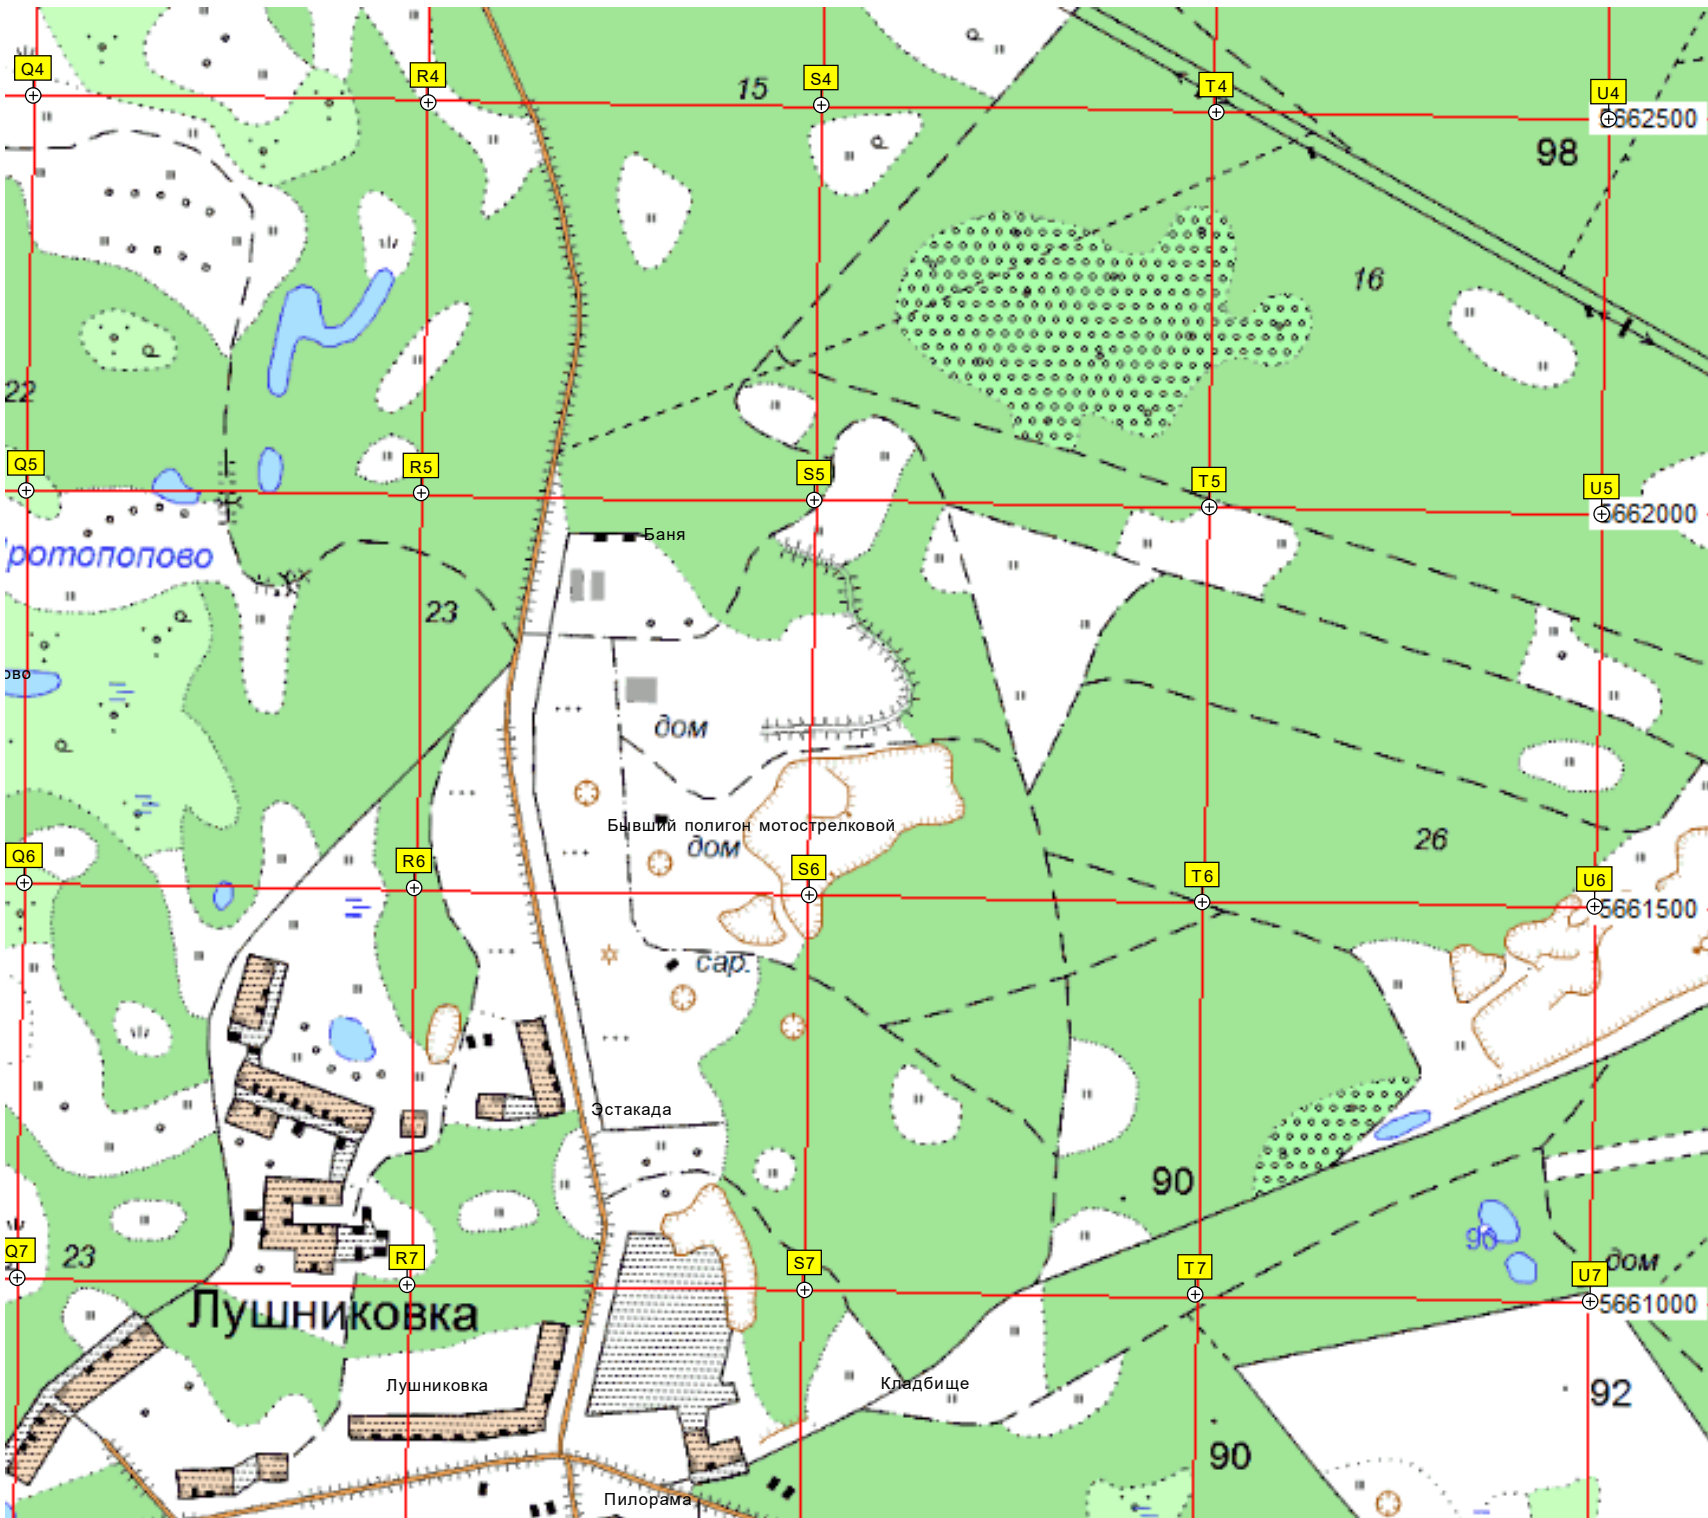 Q4
R4
S4
T4
U4
15
5662500
98
16
22
Q5
R5
S5
T5
U5
5662000
Баня
ротопопово
23
ово
дом
Бывший полигон мотострелковой
дом
26
Q6
R6
S6
T6
U6
5661500
сар.
Эстакада
90
90
Q7
23
R7
S7
T7
U7
дом
5661000
Лушниковка
Лушниковка
Кладбище
92
90
Пилорама